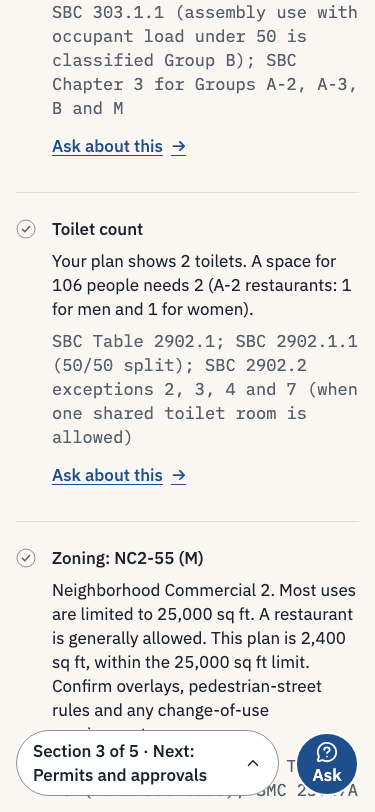 SBC 303.1.1 (assembly use with
occupant load under 50 is
classified Group B); SBC
Chapter 3 for Groups A-2, A-3,
B and M
Ask about this →
Toilet count
Your plan shows 2 toilets. A space for
106 people needs 2 (A-2 restaurants: 1
for men and 1 for women).
SBC Table 2902.1; SBC 2902.1.1
(50/50 split); SBC 2902.2
exceptions 2, 3, 4 and 7 (when
one shared toilet room is
allowed)
Ask about this →
Zoning: NC2-55 (M)
Neighborhood Commercial 2. Most uses
are limited to 25,000 sq ft. A restaurant
is generally allowed. This plan is 2,400
sq ft, within the 25,000 sq ft limit.
Confirm overlays, pedestrian-street
rules and any change-of-use
Section 3 of 5 · Next:
Permits and approvals
Ask
SMC